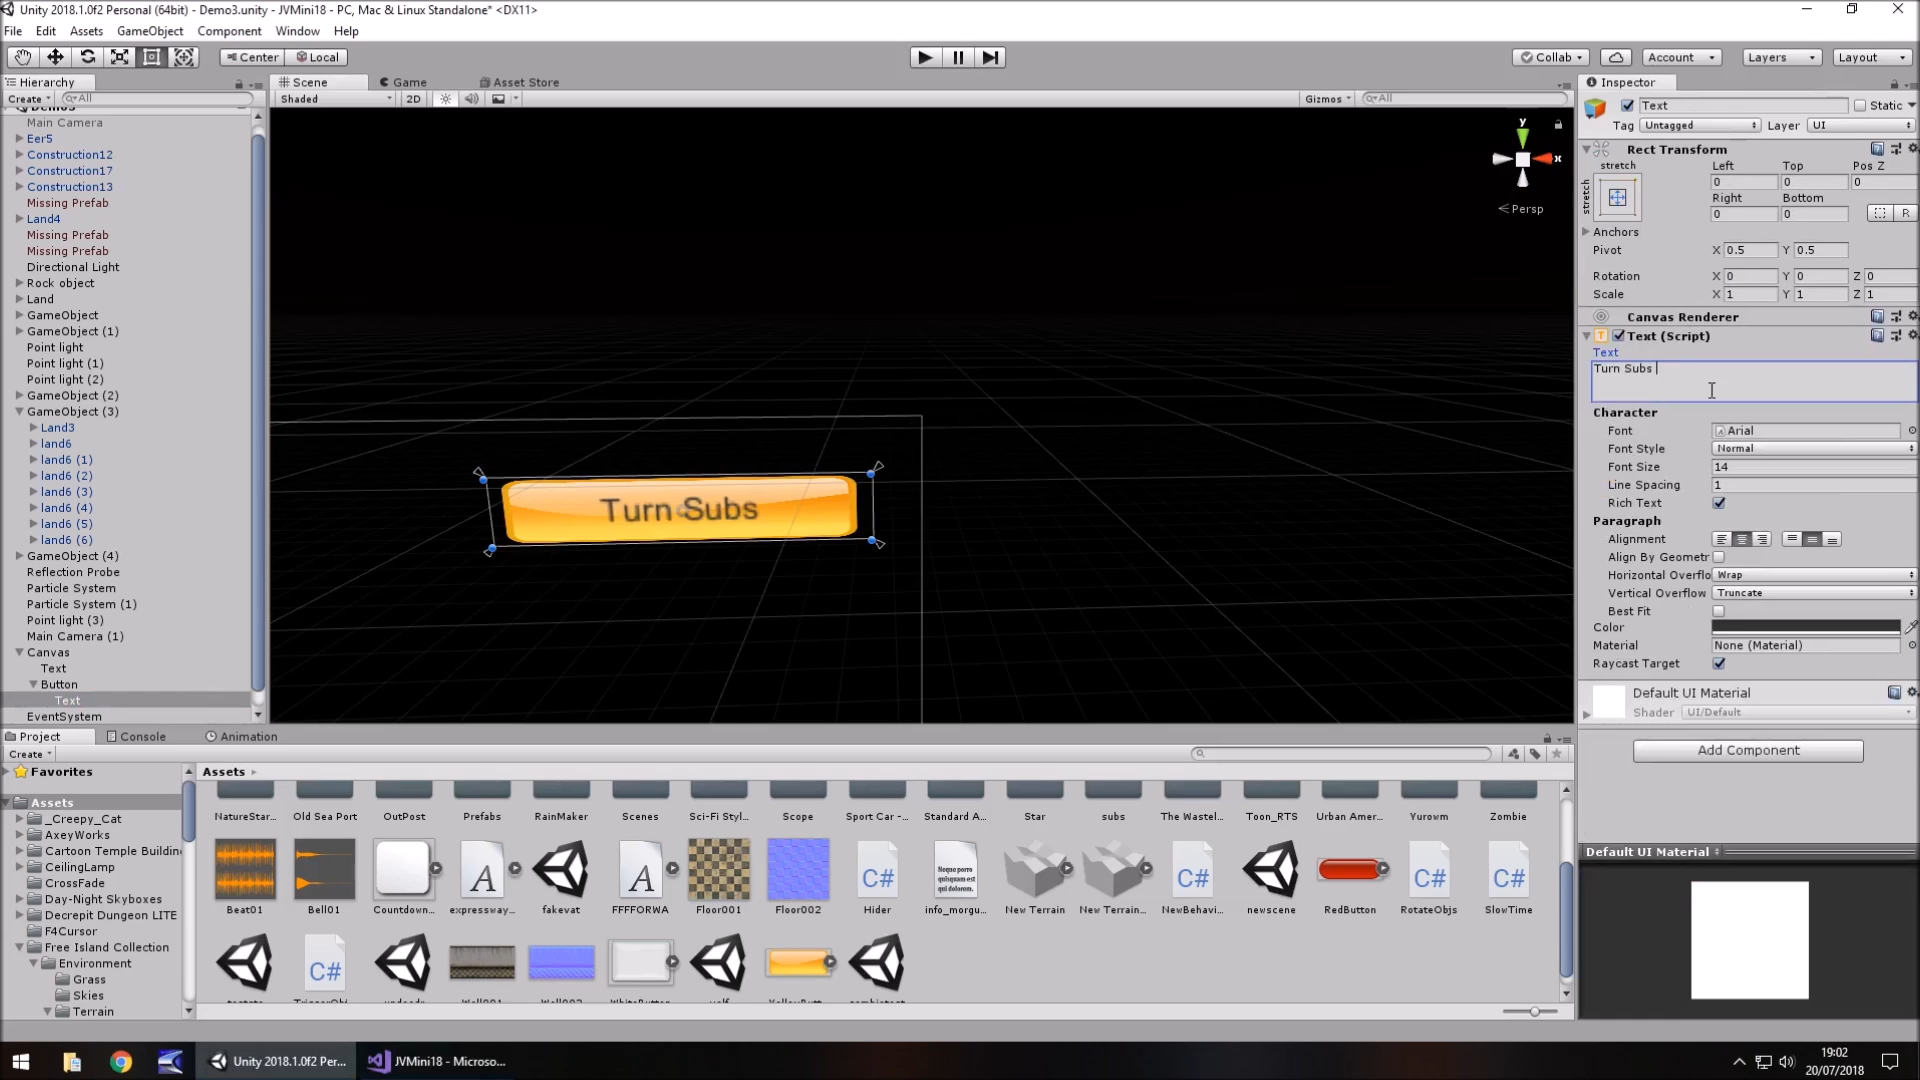 Unity 2018.1.0f2 Personal (64bit) - Demo3.unity - JVMini18 - PC, Mac & Linux Standalone* <DX11>
File Edit Assets GameObject Component Window Help
Center Local Collab Account Layers Layout
Hierarchy
Create All
Demo3
Main Camera
Eer5
Construction12
Construction17
Construction13
Missing Prefab
Land4
Missing Prefab
Missing Prefab
Directional Light
Rock object
Land
GameObject
GameObject (1)
Point light
Point light (1)
Point light (2)
GameObject (2)
GameObject (3)
Land3
land6
land6 (1)
land6 (2)
land6 (3)
land6 (4)
land6 (5)
land6 (6)
GameObject (4)
Reflection Probe
Particle System
Particle System (1)
Point light (3)
Main Camera (1)
Canvas
Text
Button
Text
EventSystem
Scene Game Asset Store
Shaded 2D Gizmos All
y
x
Persp
Turn Subs
Inspector
Text Static
Tag Untagged Layer UI
Rect Transform
stretch Left Top Pos Z
stretch
0 0 0
Right Bottom
0 0 R
Anchors
Pivot X 0.5 Y 0.5
Rotation X 0 Y 0 Z 0
Scale X 1 Y 1 Z 1
Canvas Renderer
Text (Script)
Text
Turn Subs
Character
Font Arial
Font Style Normal
Font Size 14
Line Spacing 1
Rich Text
Paragraph
Alignment
Align By Geometr
Horizontal Overflo Wrap
Vertical Overflow Truncate
Best Fit
Color
Material None (Material)
Raycast Target
Default UI Material
Shader UI/Default
Add Component
Default UI Material
Project Console Animation
Create
Favorites
Assets
_Creepy_Cat
AxeyWorks
Cartoon Temple Buildin
CeilingLamp
CrossFade
Day-Night Skyboxes
Decrepit Dungeon LITE
F4Cursor
Free Island Collection
Environment
Grass
Skies
Terrain
Assets
NatureStar... Old Sea Port OutPost Prefabs RainMaker Scenes Sci-Fi Styl... Scope Sport Car -... Standard A... Star subs The Wastel... Toon_RTS Urban Amer... Yurowm Zombie
Beat01 Bell01 Countdown... expressway... fakevat FFFFORWA Floor001 Floor002 Hider info_morgu... New Terrain New Terrain... NewBehavi... newscene RedButton RotateObjs SlowTime
Unity 2018.1.0f2 Per... JVMini18 - Microso...
19:02
20/07/2018